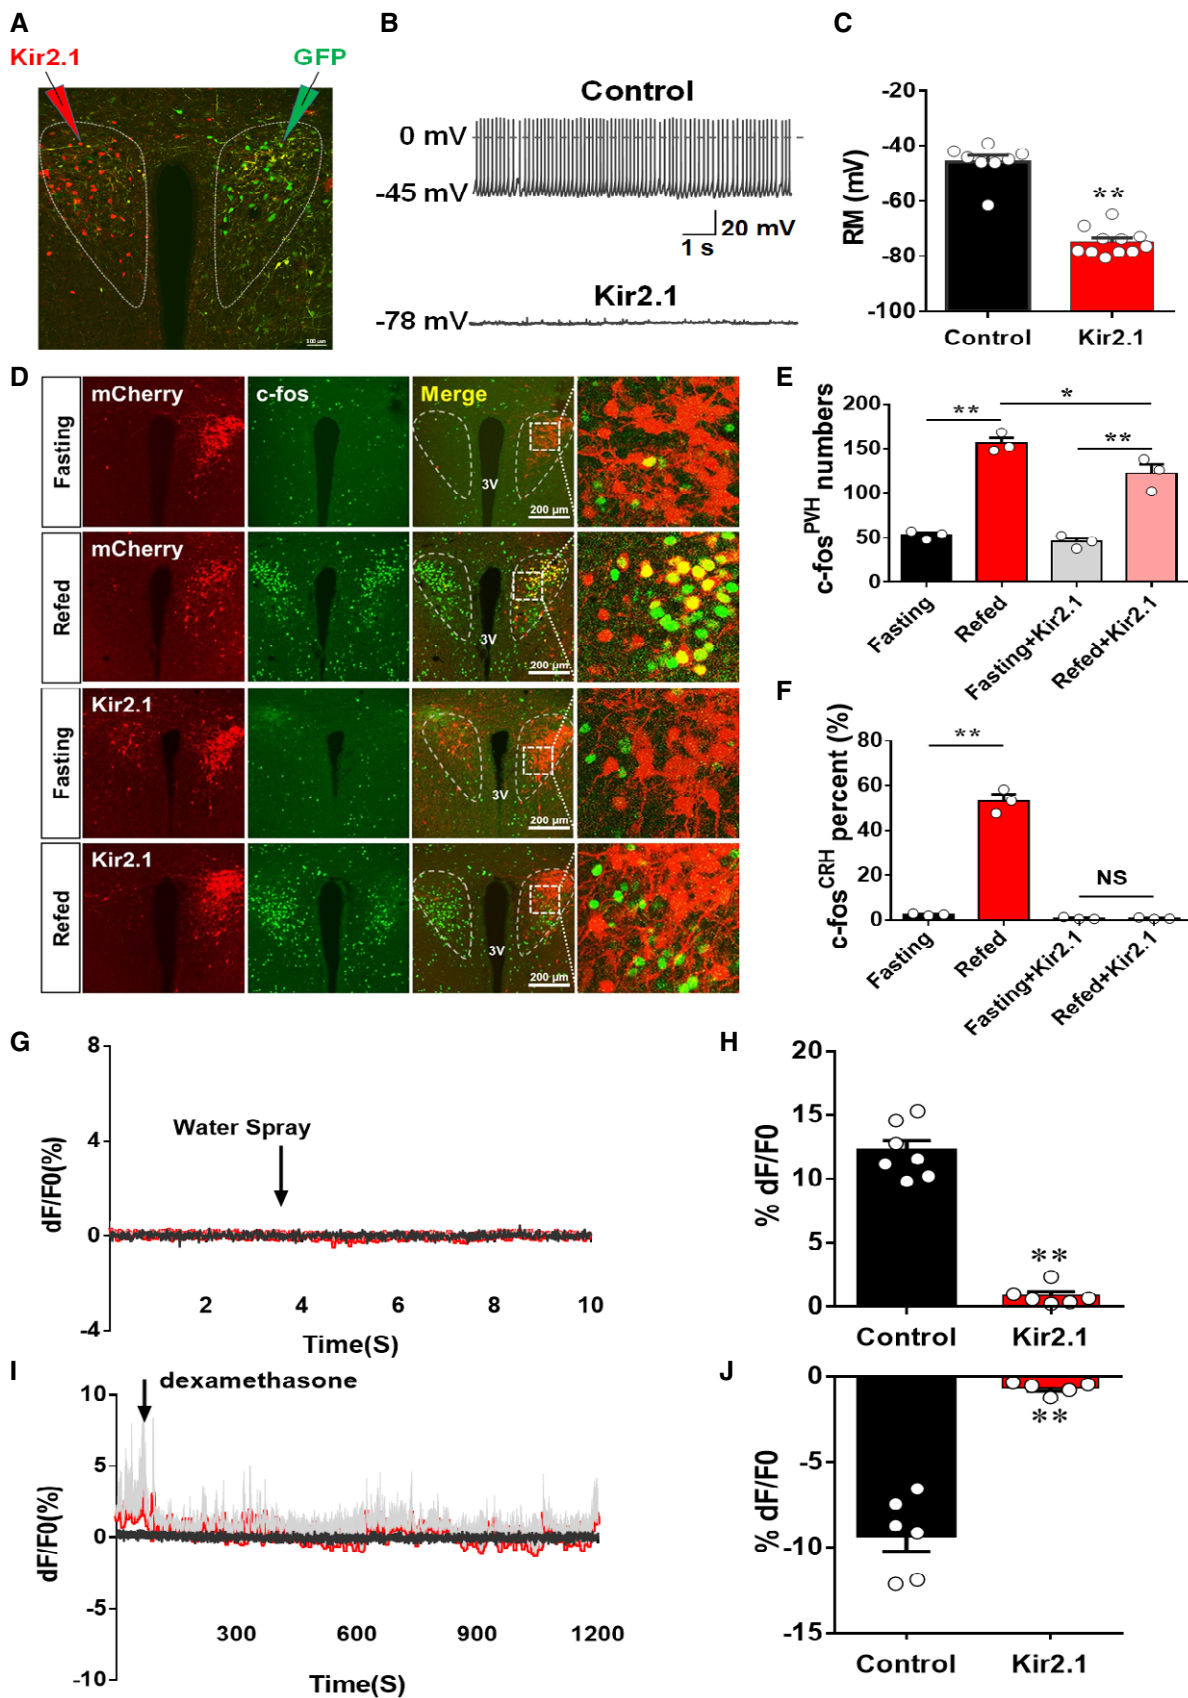 A
Kir2.1
GFP
100 µm
B
Control
0 mV
-45 mV
20 mV
1 s
Kir2.1
-78 mV
C
RM (mV)
-20
-40
-60
-80
-100
**
Control
Kir2.1
D
Fasting
mCherry
c-fos
Merge
3V
200 µm
Refed
mCherry
3V
200 µm
Fasting
Kir2.1
3V
200 µm
Refed
Kir2.1
3V
200 µm
E
c-fosPVH numbers
200
150
100
50
0
**
*
**
Fasting
Refed
Fasting+Kir2.1
Refed+Kir2.1
F
c-fosCRH percent (%)
80
60
40
20
0
**
NS
Fasting
Refed
Fasting+Kir2.1
Refed+Kir2.1
G
dF/F0(%)
8
4
0
-4
Water Spray
2 4 6 8 10
Time(S)
H
% dF/F0
20
15
10
5
0
**
Control
Kir2.1
I
dF/F0(%)
10
5
0
-5
-10
dexamethasone
300 600 900 1200
Time(S)
J
% dF/F0
0
-5
-10
-15
**
Control
Kir2.1